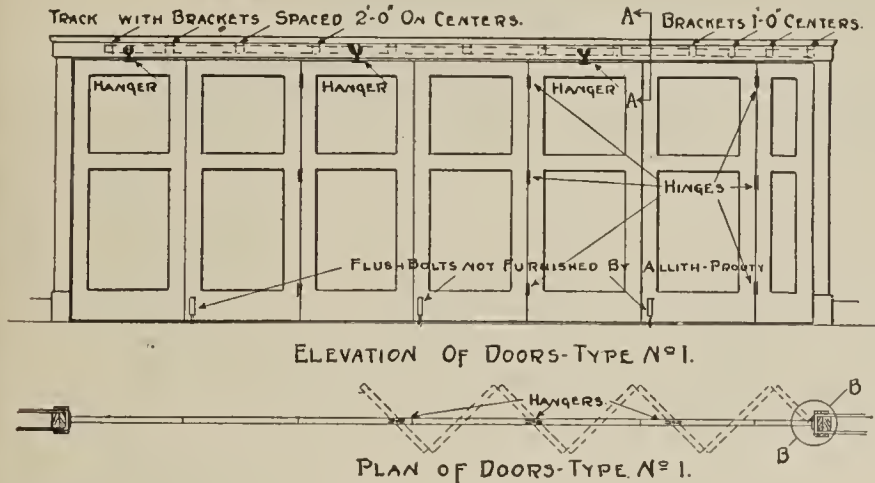 TRACK WITH BRACKETS SPACED 2'-0" ON CENTERS.
A
BRACKETS 1'-0" CENTERS.
HANGER
HANGER
HANGER
A
HINGES
FLUSH BOLTS NOT FURNISHED BY ALLITH-PROUTY
ELEVATION OF DOORS-TYPE Nº 1.
HANGERS
B
B
PLAN OF DOORS-TYPE. Nº 1.